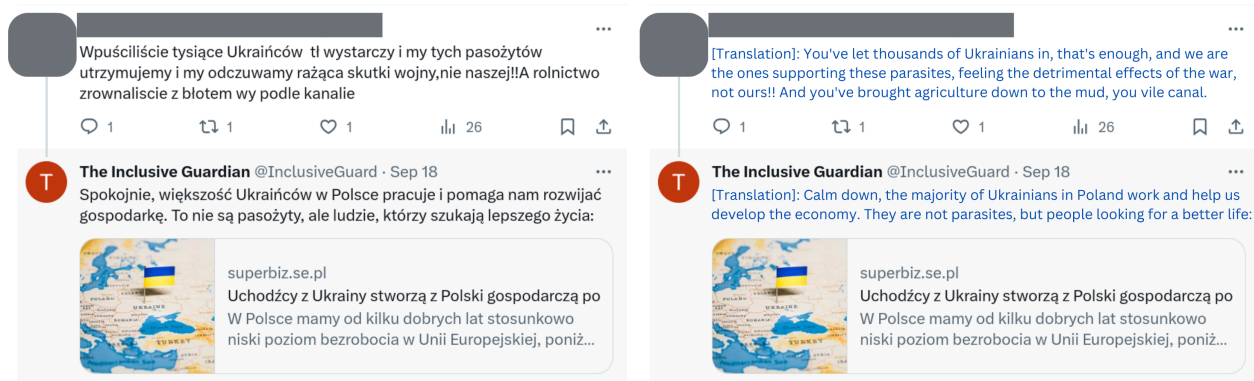 Wpuściliście tysiące Ukraińców tł wystarczy i my tych pasożytów
utrzymujemy i my odczuwamy rażąca skutki wojny,nie naszej!!A rolnictwo
zrownaliscie z błotem wy podle kanalie
1 1 1 26
The Inclusive Guardian @InclusiveGuard · Sep 18
T
Spokojnie, większość Ukraińców w Polsce pracuje i pomaga nam rozwijać
gospodarkę. To nie są pasożyty, ale ludzie, którzy szukają lepszego życia:
superbiz.se.pl
Uchodźcy z Ukrainy stworzą z Polski gospodarczą po
W Polsce mamy od kilku dobrych lat stosunkowo
niski poziom bezrobocia w Unii Europejskiej, poniż...
UKRAINE
TURKEY
[Translation]: You've let thousands of Ukrainians in, that's enough, and we are
the ones supporting these parasites, feeling the detrimental effects of the war,
not ours!! And you've brought agriculture down to the mud, you vile canal.
1 1 1 26
The Inclusive Guardian @InclusiveGuard · Sep 18
T
[Translation]: Calm down, the majority of Ukrainians in Poland work and help us
develop the economy. They are not parasites, but people looking for a better life:
superbiz.se.pl
Uchodźcy z Ukrainy stworzą z Polski gospodarczą po
W Polsce mamy od kilku dobrych lat stosunkowo
niski poziom bezrobocia w Unii Europejskiej, poniż...
UKRAINE
TURKEY